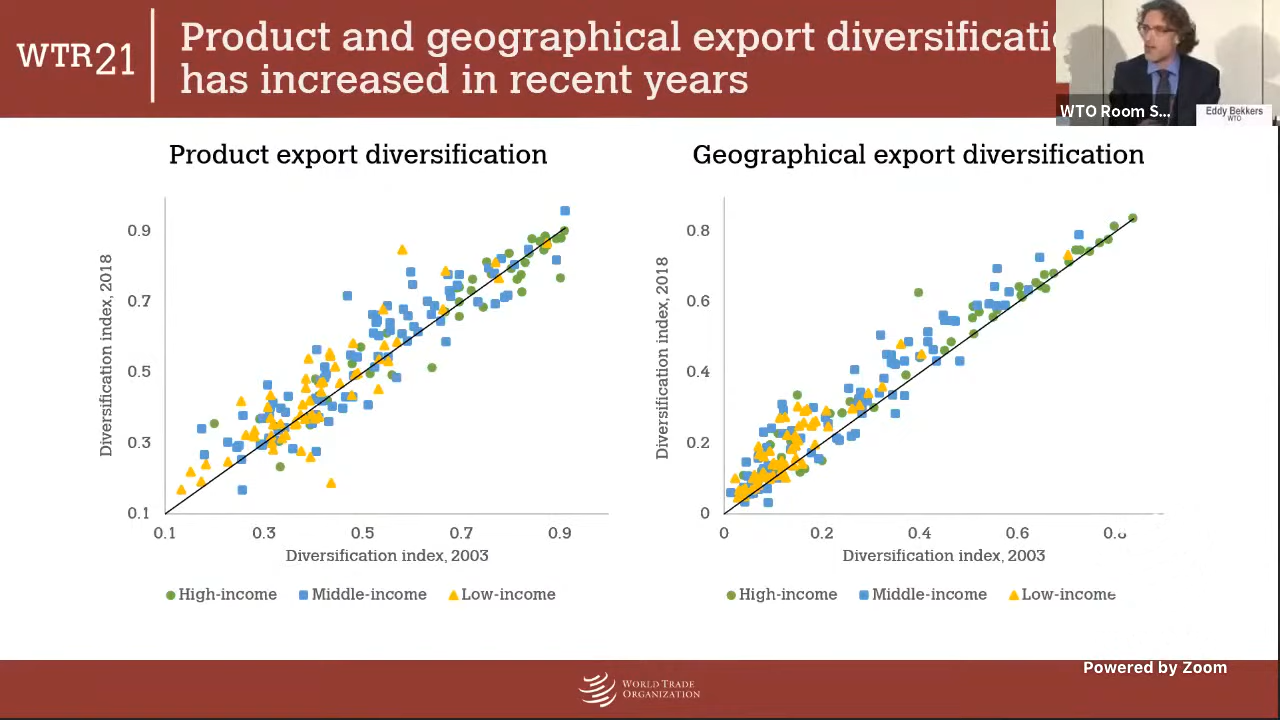 WTR21
Product and geographical export diversificati
has increased in recent years
WTO Room S...
Eddy Bekkers
WTO
Product export diversification
Geographical export diversification
Diversification index, 2018
0.9
0.7
0.5
0.3
0.1
0.1 0.3 0.5 0.7 0.9
Diversification index, 2003
High-income Middle-income Low-income
Diversification index, 2018
0.8
0.6
0.4
0.2
0
0 0.2 0.4 0.6 0.8
Diversification index, 2003
High-income Middle-income Low-income
WORLD TRADE
ORGANIZATION
Powered by Zoom